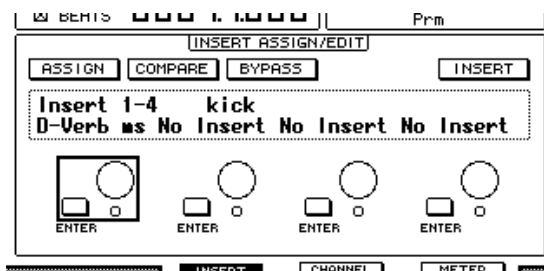 BEATS
Prm
INSERT ASSIGN/EDIT
ASSIGN COMPARE BYPASS INSERT
Insert 1-4 kick
D-Verb ms No Insert No Insert No Insert
ENTER ENTER ENTER ENTER
INSERT CHANNEL METER